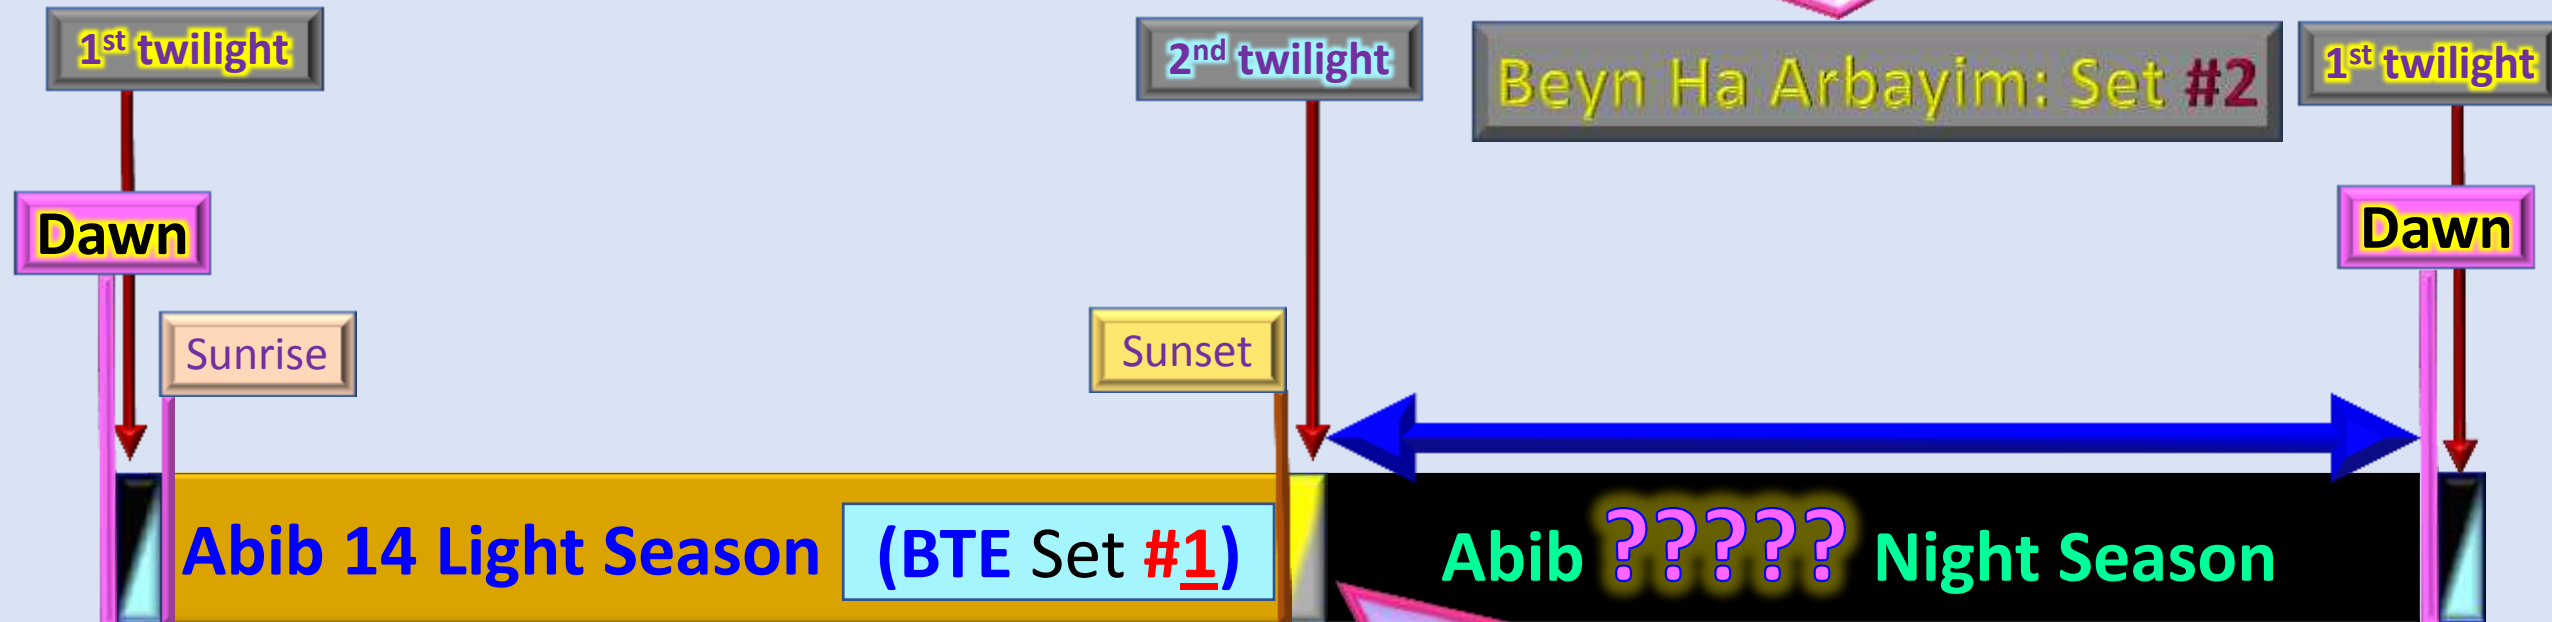 1st twilight
2nd twilight
Beyn Ha Arbayim: Set #2
1st twilight
Dawn
Dawn
Sunrise
Sunset
Abib 14 Light Season
(BTE Set #1)
Abib ????? Night Season